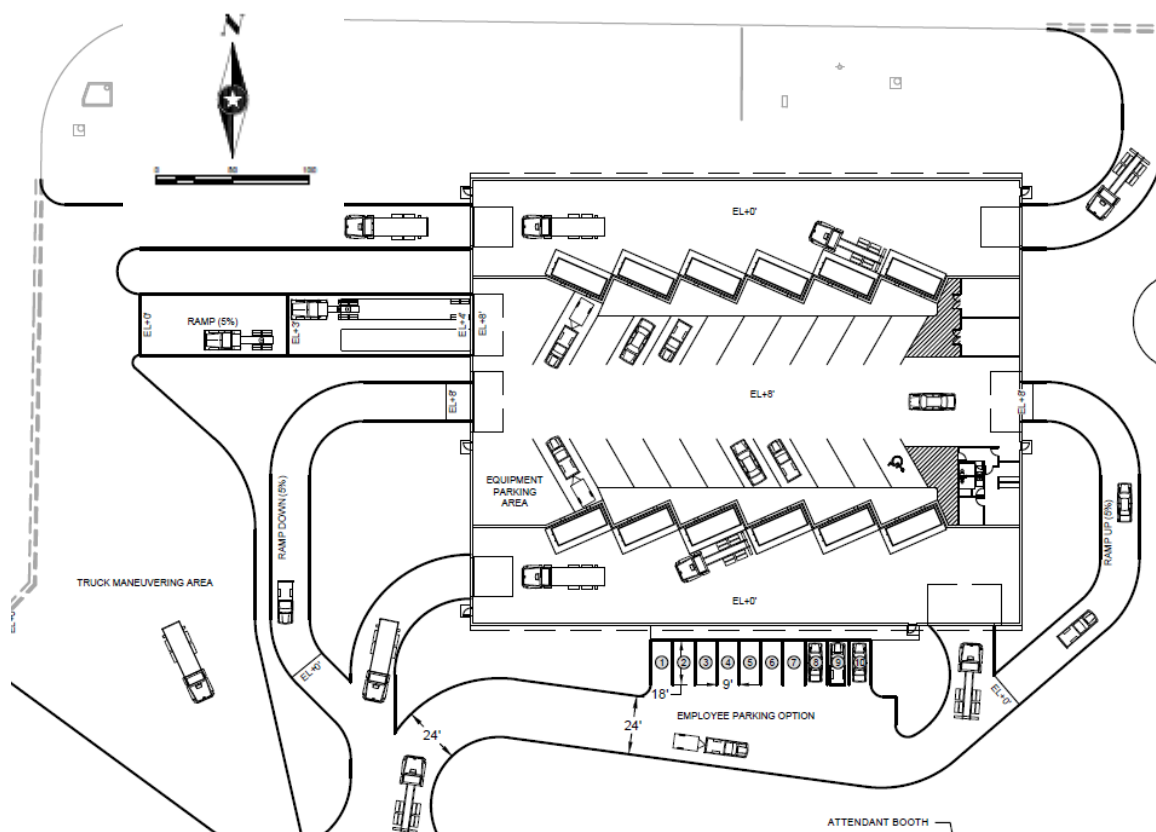 N
0 50 100
EL+0'
RAMP (5%)
EL+0'
EL+3'
EL+4'
EL+8'
EL+8'
EL+8'
EL+8'
EQUIPMENT
PARKING
AREA
RAMP DOWN (5%)
RAMP UP (5%)
TRUCK MANEUVERING AREA
EL+0'
EL+0'
EL+0'
1 2 3 4 5 6 7 8 9 10
18' 9'
EMPLOYEE PARKING OPTION
24'
24'
ATTENDANT BOOTH